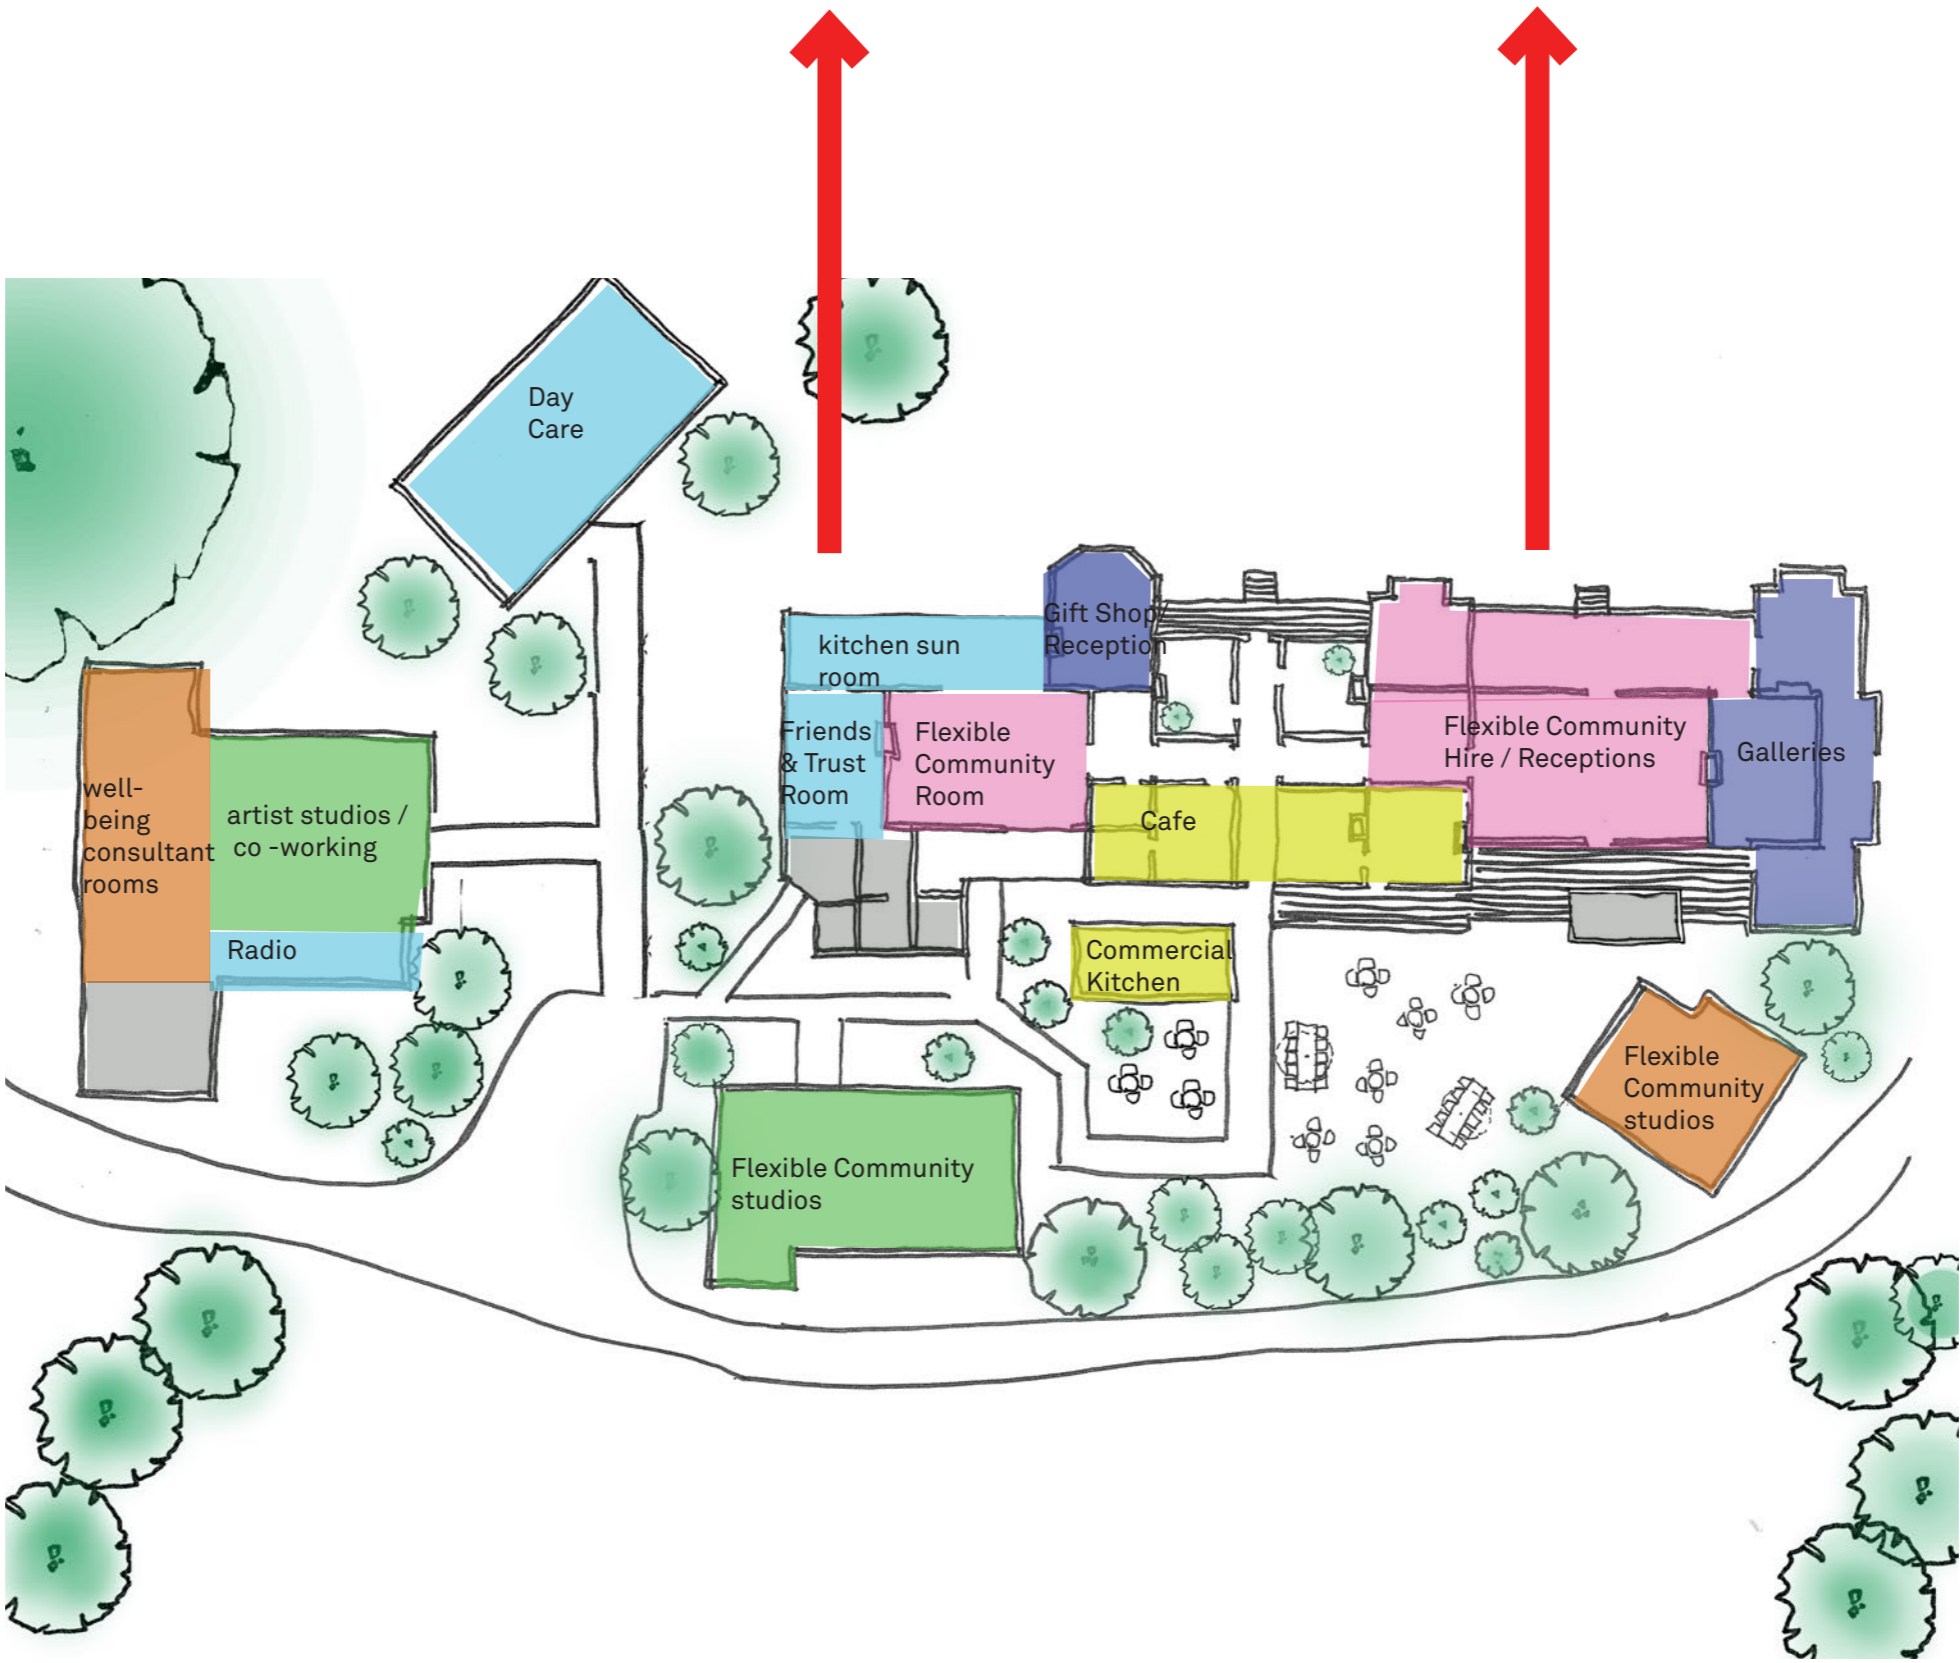 Day
Care
Gift Shop/
Reception
kitchen sun
room
Friends
& Trust
Room
Flexible
Community
Room
Flexible Community
Hire / Receptions
Galleries
Cafe
well-
being
consultant
rooms
artist studios /
co -working
Radio
Commercial
Kitchen
Flexible
Community
studios
Flexible Community
studios